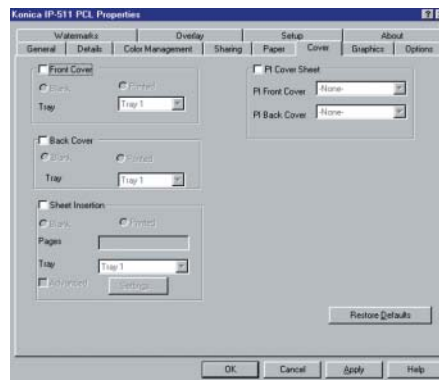 Konica IP-511 PCL Properties
Watermarks Overlay Setup About
General Details Color Management Sharing Paper Cover Graphics Options
Front Cover
Blank Printed
Tray Tray 1
Back Cover
Blank Printed
Tray Tray 1
Sheet Insertion
Blank Printed
Pages
Tray Tray 1
Advanced Settings...
PI Cover Sheet
PI Front Cover -None-
PI Back Cover -None-
Restore Defaults
OK Cancel Apply Help